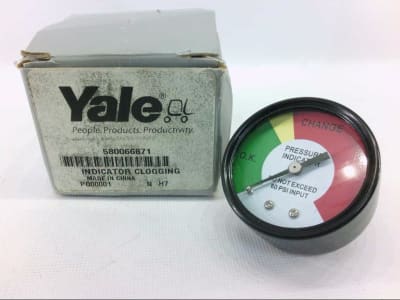 Yale®
People. Products. Productivity.
580066871
INDICATOR CLOGGING
MADE IN CHINA
P00001 N H7
O.K.
CHANGE
PRESSURE
INDICATOR
NOT EXCEED
60 PSI INPUT